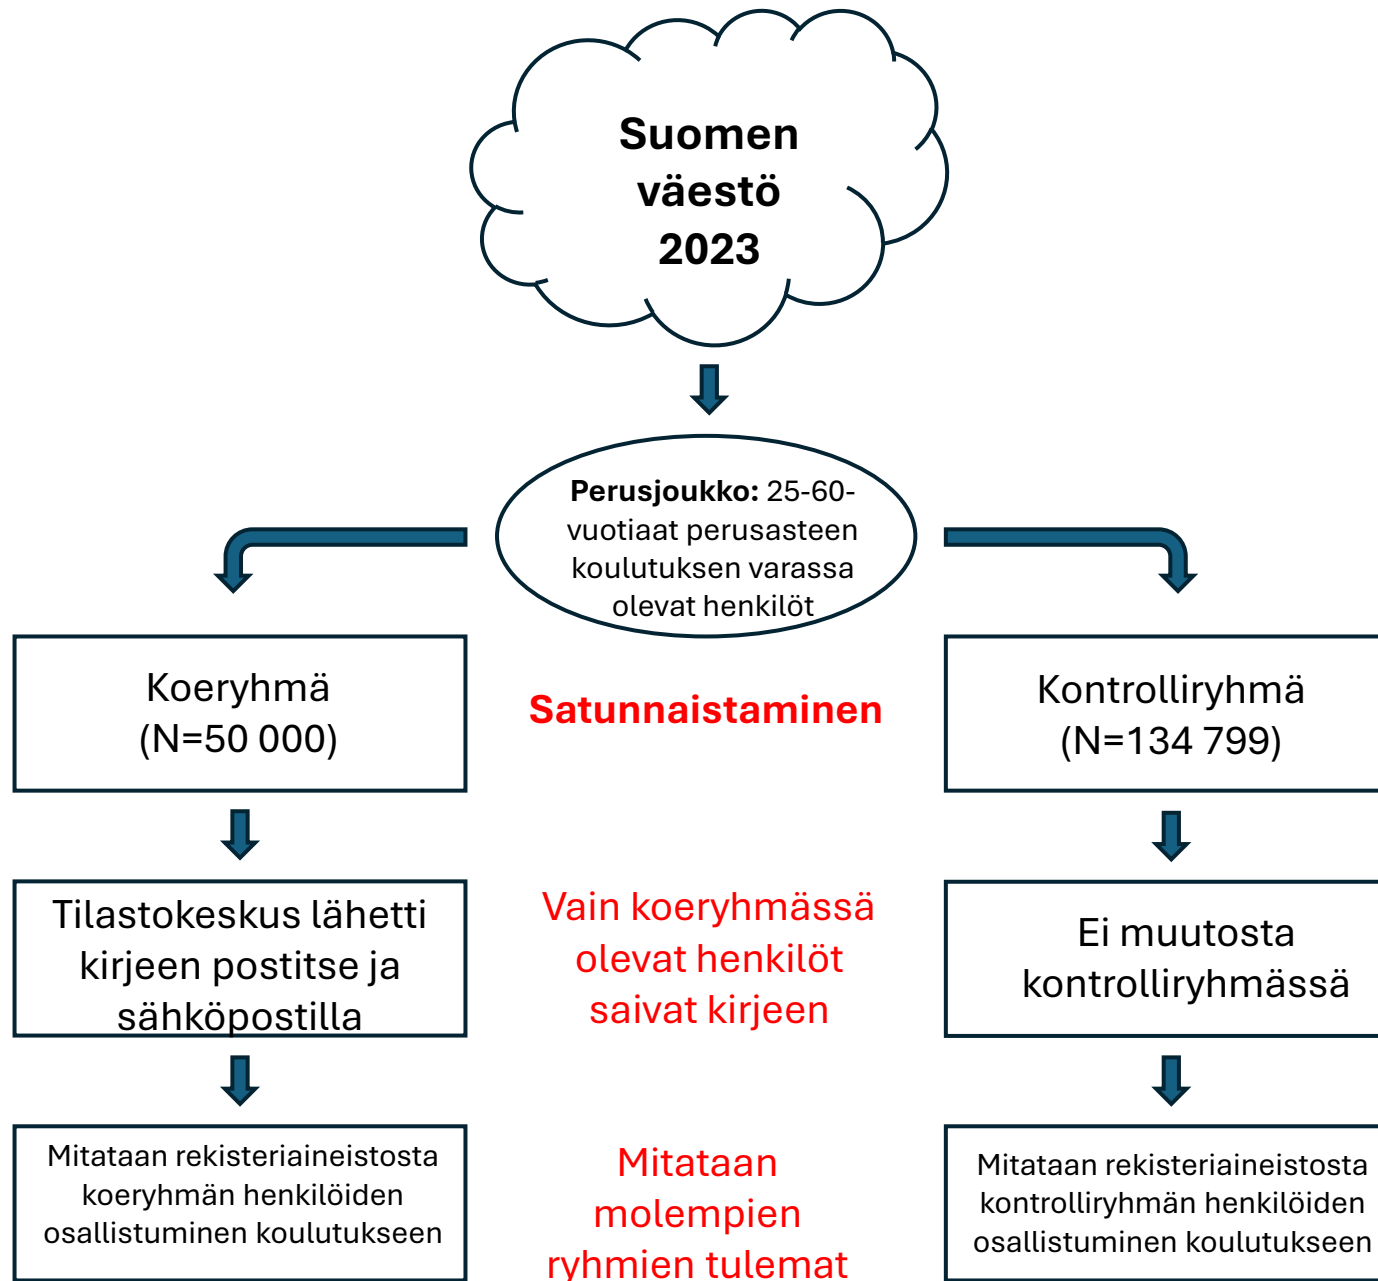 Suomen
väestö
2023
Perusjoukko: 25-60-
vuotiaat perusasteen
koulutuksen varassa
olevat henkilöt
Koeryhmä
(N=50 000)
Satunnaistaminen
Kontrolliryhmä
(N=134 799)
Tilastokeskus lähetti
kirjeen postitse ja
sähköpostilla
Vain koeryhmässä
olevat henkilöt
saivat kirjeen
Ei muutosta
kontrolliryhmässä
Mitataan rekisteriaineistosta
koeryhmän henkilöiden
osallistuminen koulutukseen
Mitataan
molempien
ryhmien tulemat
Mitataan rekisteriaineistosta
kontrolliryhmän henkilöiden
osallistuminen koulutukseen